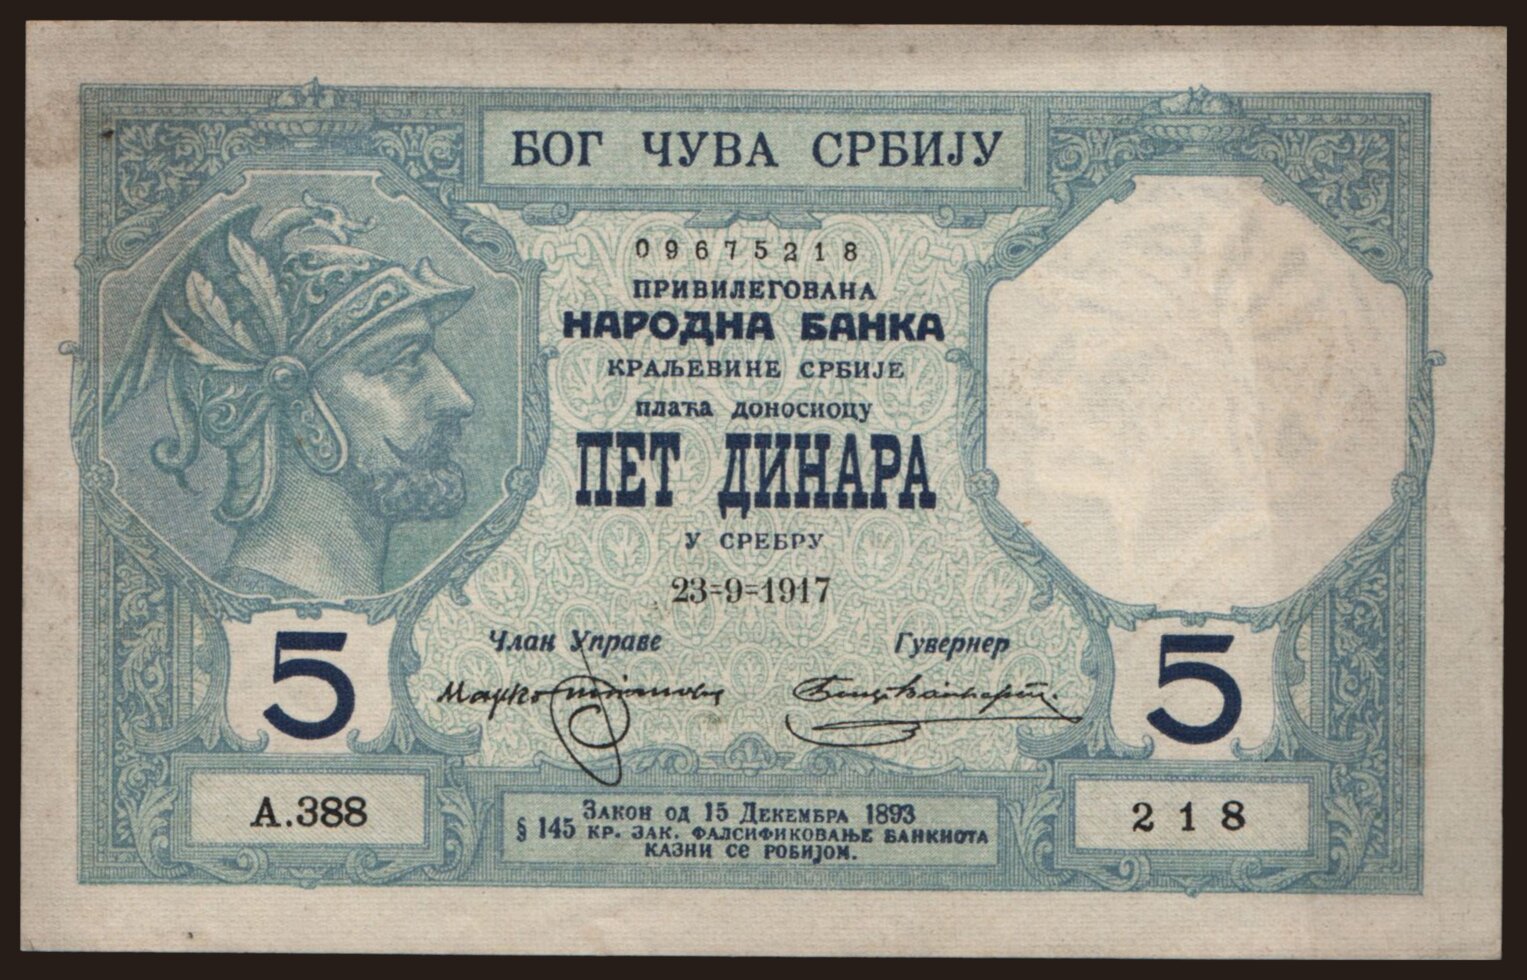 БОГ ЧУВА СРБИЈУ
09675218
ПРИВИЛЕГОВАНА
НАРОДНА БАНКА
КРАЉЕВИНЕ СРБИЈЕ
ПЛАЋА ДОНОСИОЦУ
ПЕТ ДИНАРА
У СРЕБРУ
23=9=1917
Члан Управе
Гувернер
Марко
5
5
А.388
ЗАКОН ОД 15 ДЕКЕМБРА 1893
§ 145 КР. ЗАК. ФАЛСИФИКОВАЊЕ БАНКНОТА
КАЗНИ СЕ РОБИЈОМ.
218